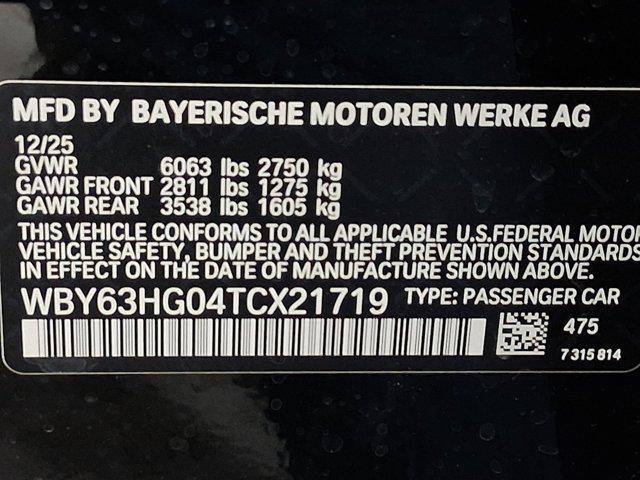 MFD BY BAYERISCHE MOTOREN WERKE AG
12/25
GVWR 6063 lbs 2750 kg
GAWR FRONT 2811 lbs 1275 kg
GAWR REAR 3538 lbs 1605 kg
THIS VEHICLE CONFORMS TO ALL APPLICABLE U.S.FEDERAL MOTOR
VEHICLE SAFETY, BUMPER AND THEFT PREVENTION STANDARDS
IN EFFECT ON THE DATE OF MANUFACTURE SHOWN ABOVE.
WBY63HG04TCX21719 TYPE: PASSENGER CAR
475
7 315 814